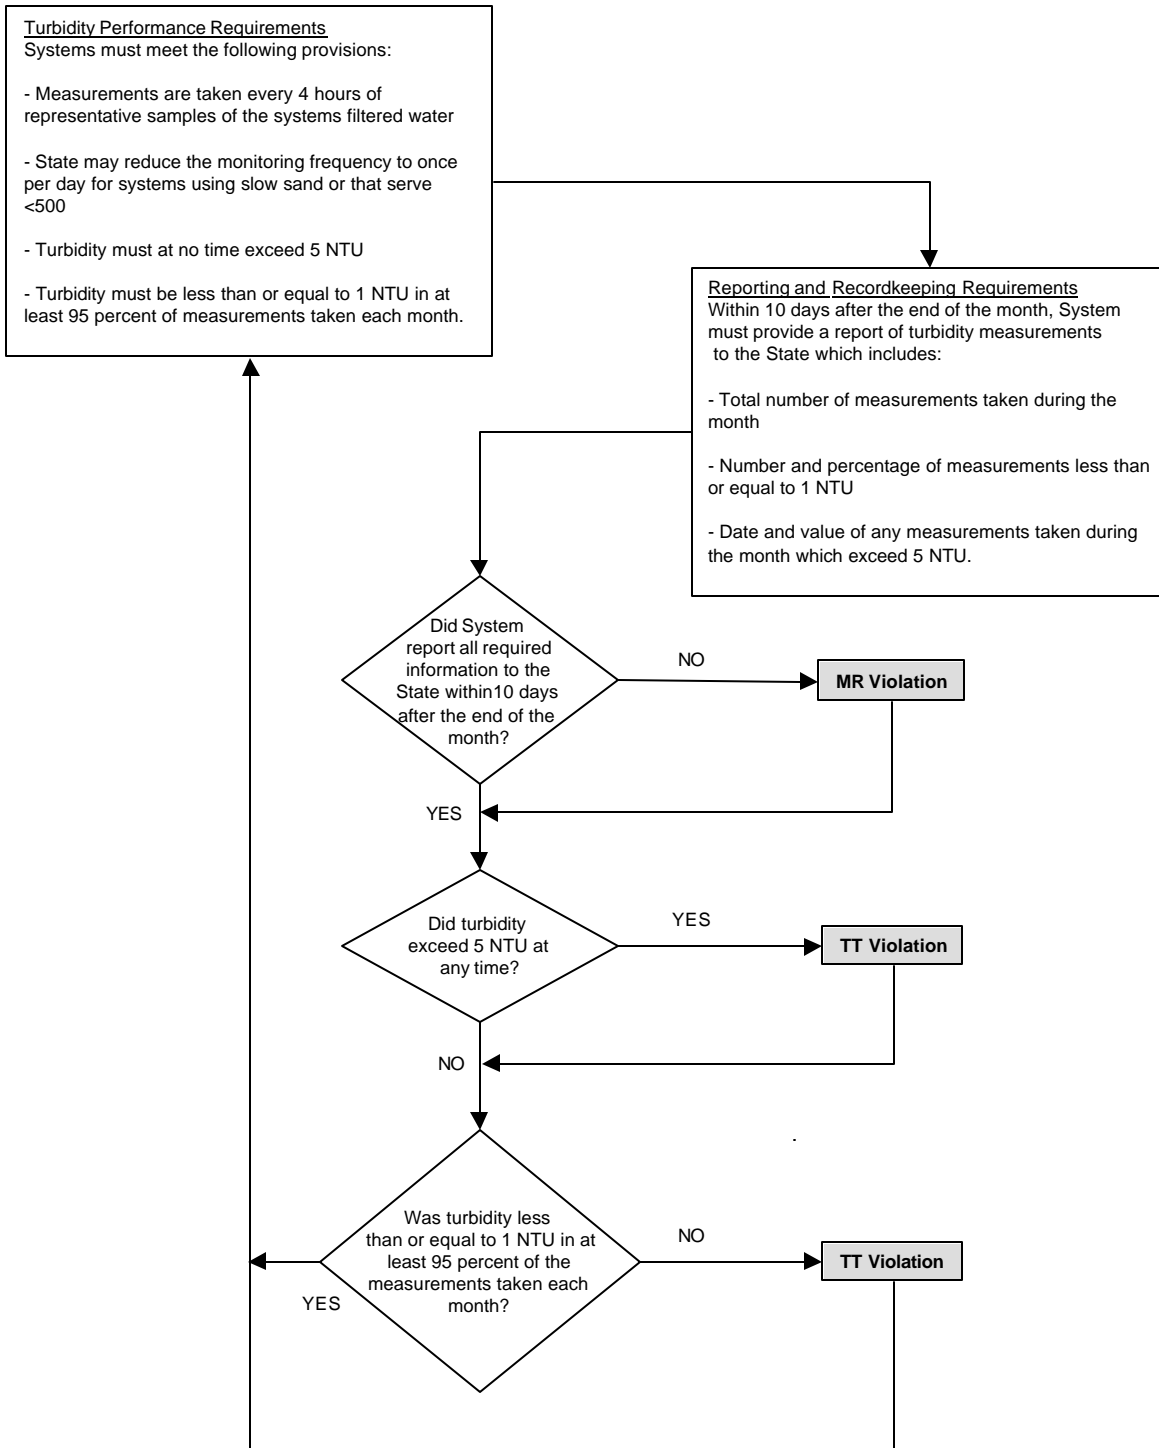 Turbidity Performance Requirements
Systems must meet the following provisions:
- Measurements are taken every 4 hours of
representative samples of the systems filtered water
- State may reduce the monitoring frequency to once
per day for systems using slow sand or that serve
<500
- Turbidity must at no time exceed 5 NTU
- Turbidity must be less than or equal to 1 NTU in at
least 95 percent of measurements taken each month.
Reporting and Recordkeeping Requirements
Within 10 days after the end of the month, System
must provide a report of turbidity measurements
to the State which includes:
- Total number of measurements taken during the
month
- Number and percentage of measurements less than
or equal to 1 NTU
- Date and value of any measurements taken during
the month which exceed 5 NTU.
Did System
report all required
information to the
State within10 days
after the end of the
month?
NO
MR Violation
YES
Did turbidity
exceed 5 NTU at
any time?
YES
TT Violation
NO
Was turbidity less
than or equal to 1 NTU in at
least 95 percent of the
measurements taken each
month?
NO
TT Violation
YES